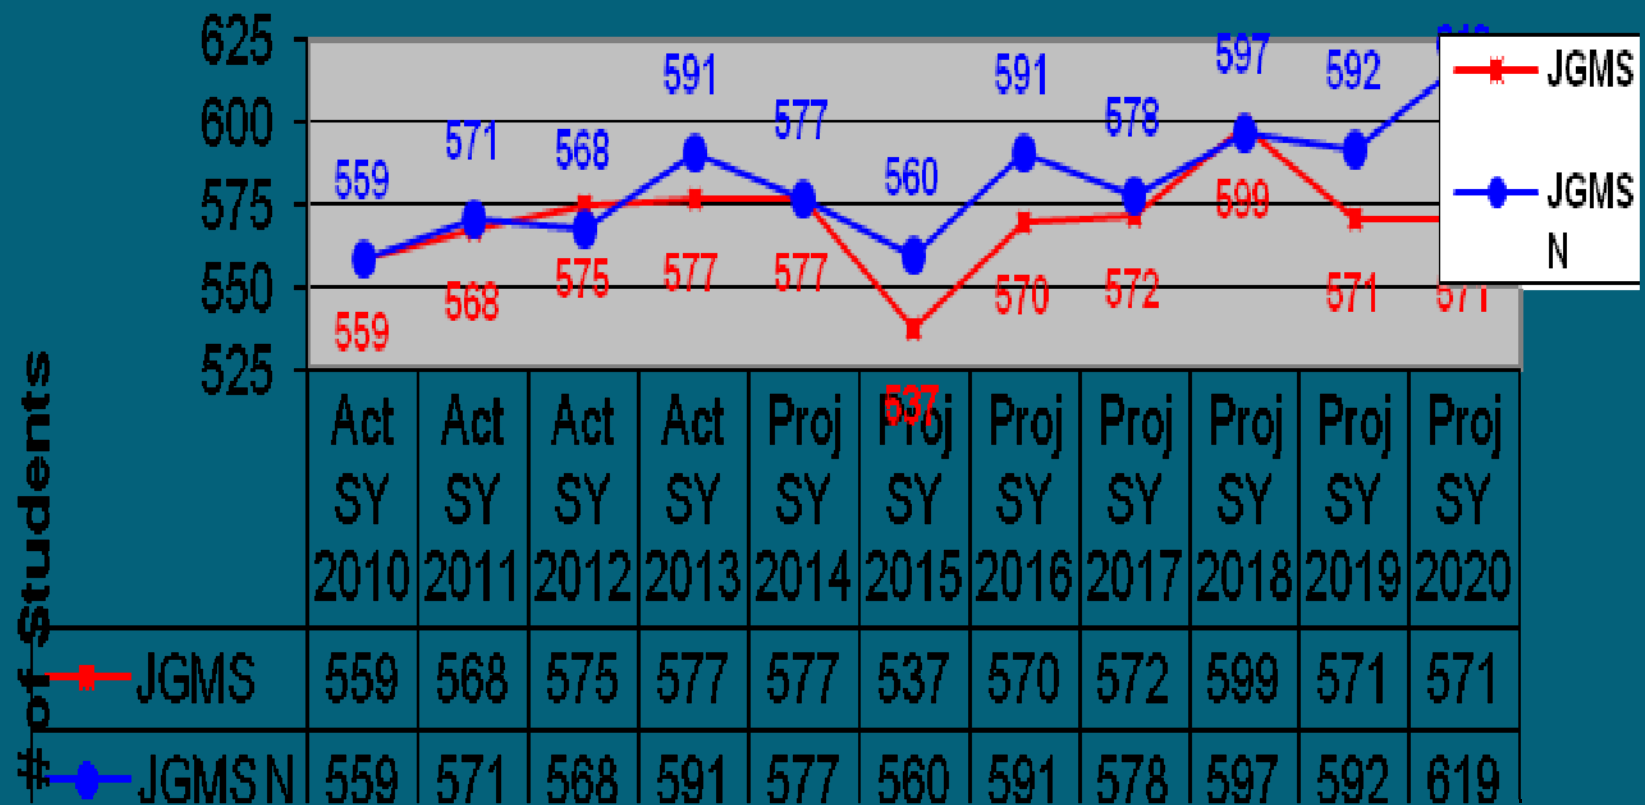 # of Students
625
600
575
550
525
559 571 568 591 577 560 591 578 597 592
559 568 575 577 577 537 570 572 599 571 571
JGMS
JGMS
N
Act Act Act Act Proj Proj Proj Proj Proj Proj Proj
SY SY SY SY SY SY SY SY SY SY SY
2010 2011 2012 2013 2014 2015 2016 2017 2018 2019 2020
JGMS 559 568 575 577 577 537 570 572 599 571 571
JGMS N 559 571 568 591 577 560 591 578 597 592 619